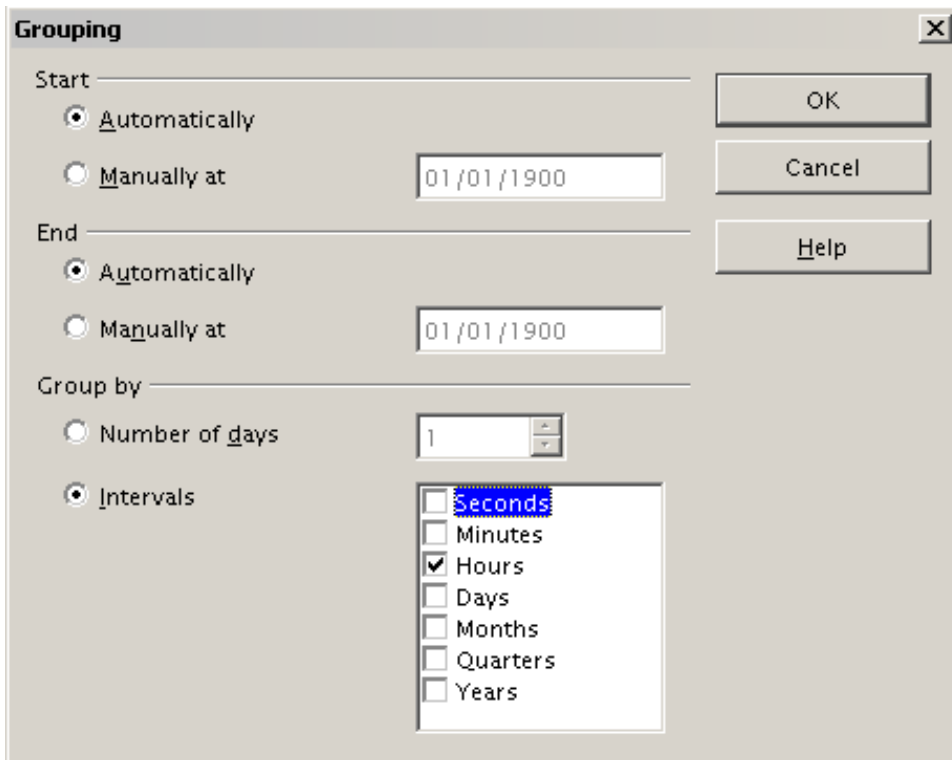 Grouping
Start
Automatically
Manually at
01/01/1900
End
Automatically
Manually at
01/01/1900
Group by
Number of days
1
Intervals
Seconds
Minutes
Hours
Days
Months
Quarters
Years
OK
Cancel
Help